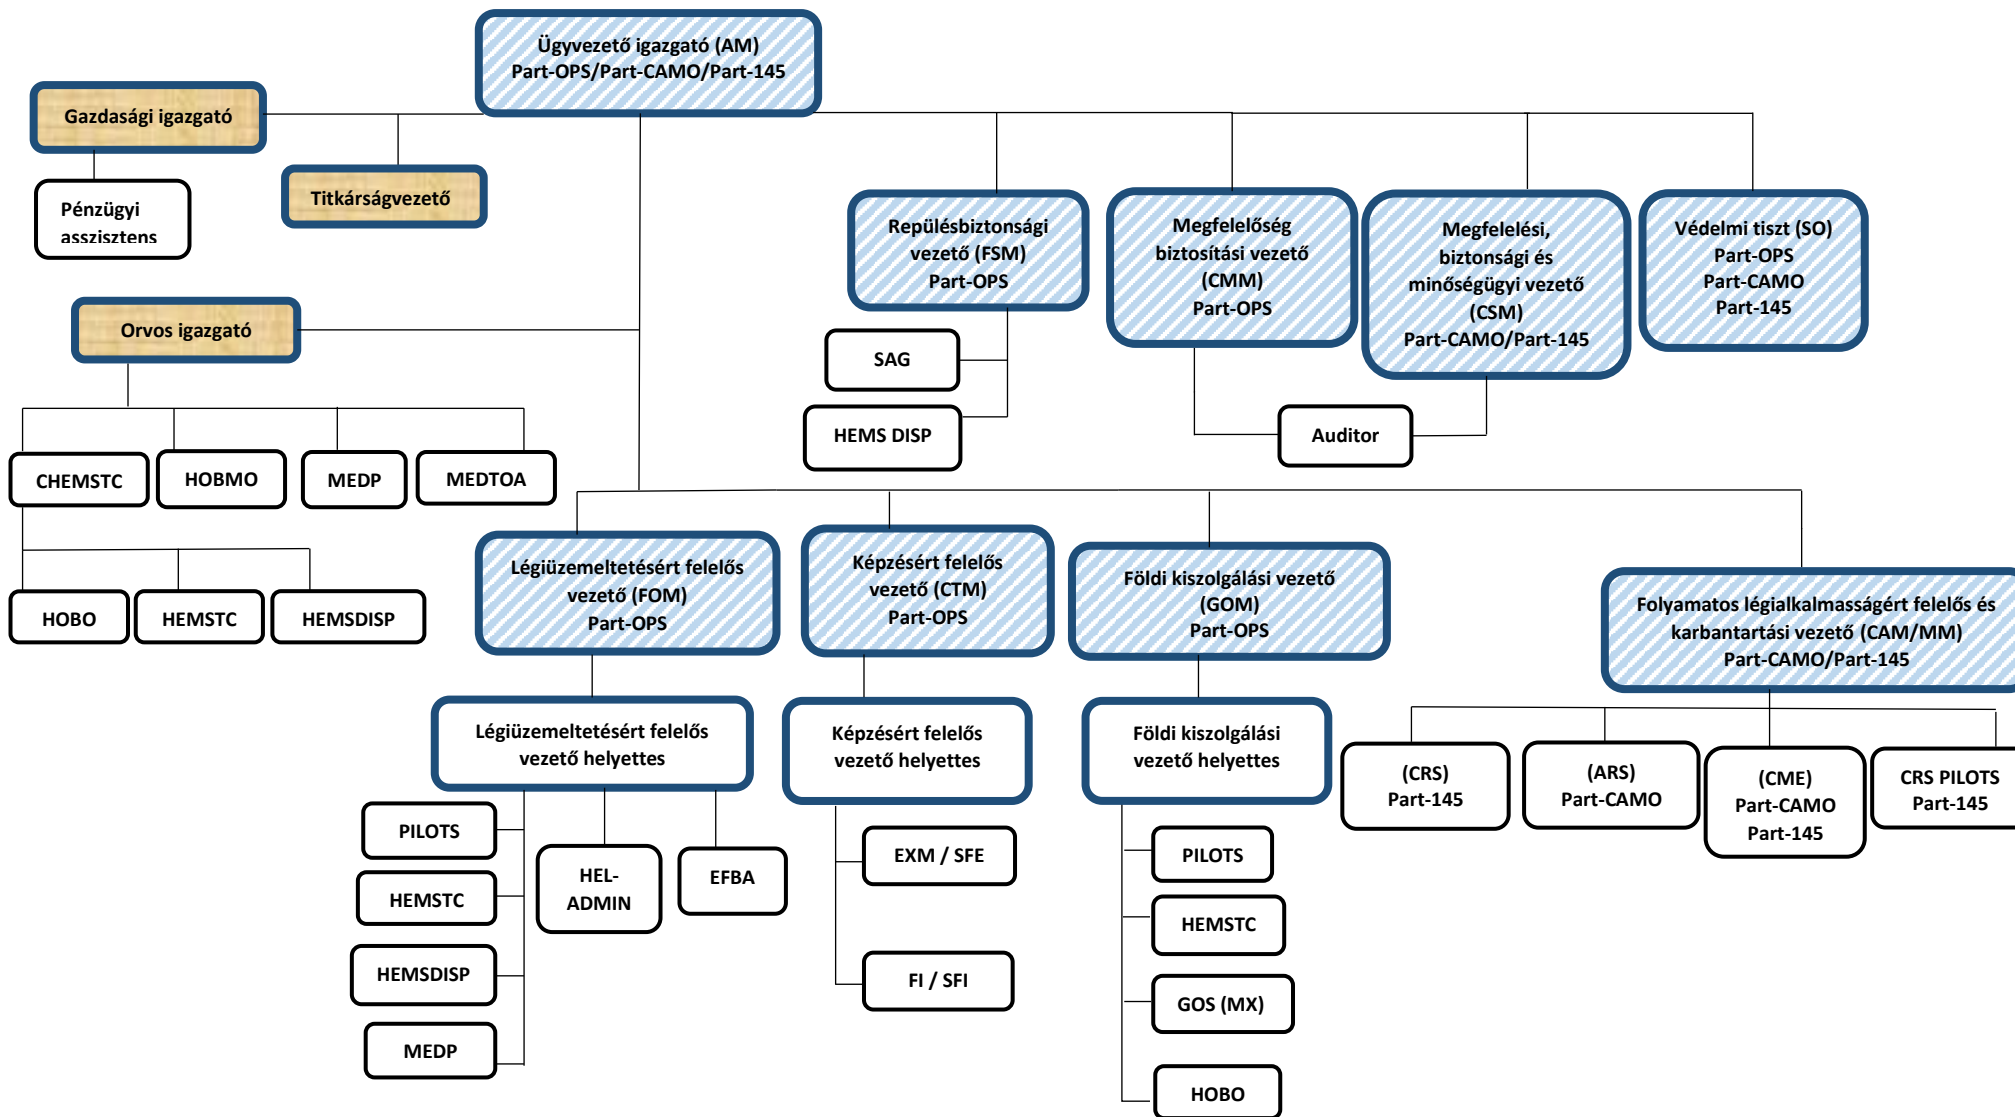 Ügyvezető igazgató (AM)
Part-OPS/Part-CAMO/Part-145
Gazdasági igazgató
Titkárságvezető
Pénzügyi
asszisztens
Repülésbiztonsági
vezető (FSM)
Part-OPS
Megfelelőség
biztosítási vezető
(CMM)
Part-OPS
Megfelelési,
biztonsági és
minőségügyi vezető
(CSM)
Part-CAMO/Part-145
Védelmi tiszt (SO)
Part-OPS
Part-CAMO
Part-145
Orvos igazgató
SAG
HEMS DISP
Auditor
CHEMSTC
HOBMO
MEDP
MEDTOA
HOBO
HEMSTC
HEMSDISP
Légiüzemeltetésért felelős
vezető (FOM)
Part-OPS
Képzésért felelős
vezető (CTM)
Part-OPS
Földi kiszolgálási vezető
(GOM)
Part-OPS
Folyamatos légialkalmasságért felelős és
karbantartási vezető (CAM/MM)
Part-CAMO/Part-145
Légiüzemeltetésért felelős
vezető helyettes
Képzésért felelős
vezető helyettes
Földi kiszolgálási
vezető helyettes
(CRS)
Part-145
(ARS)
Part-CAMO
(CME)
Part-CAMO
Part-145
CRS PILOTS
Part-145
PILOTS
HEMSTC
HEMSDISP
MEDP
HEL-
ADMIN
EFBA
EXM / SFE
FI / SFI
PILOTS
HEMSTC
GOS (MX)
HOBO